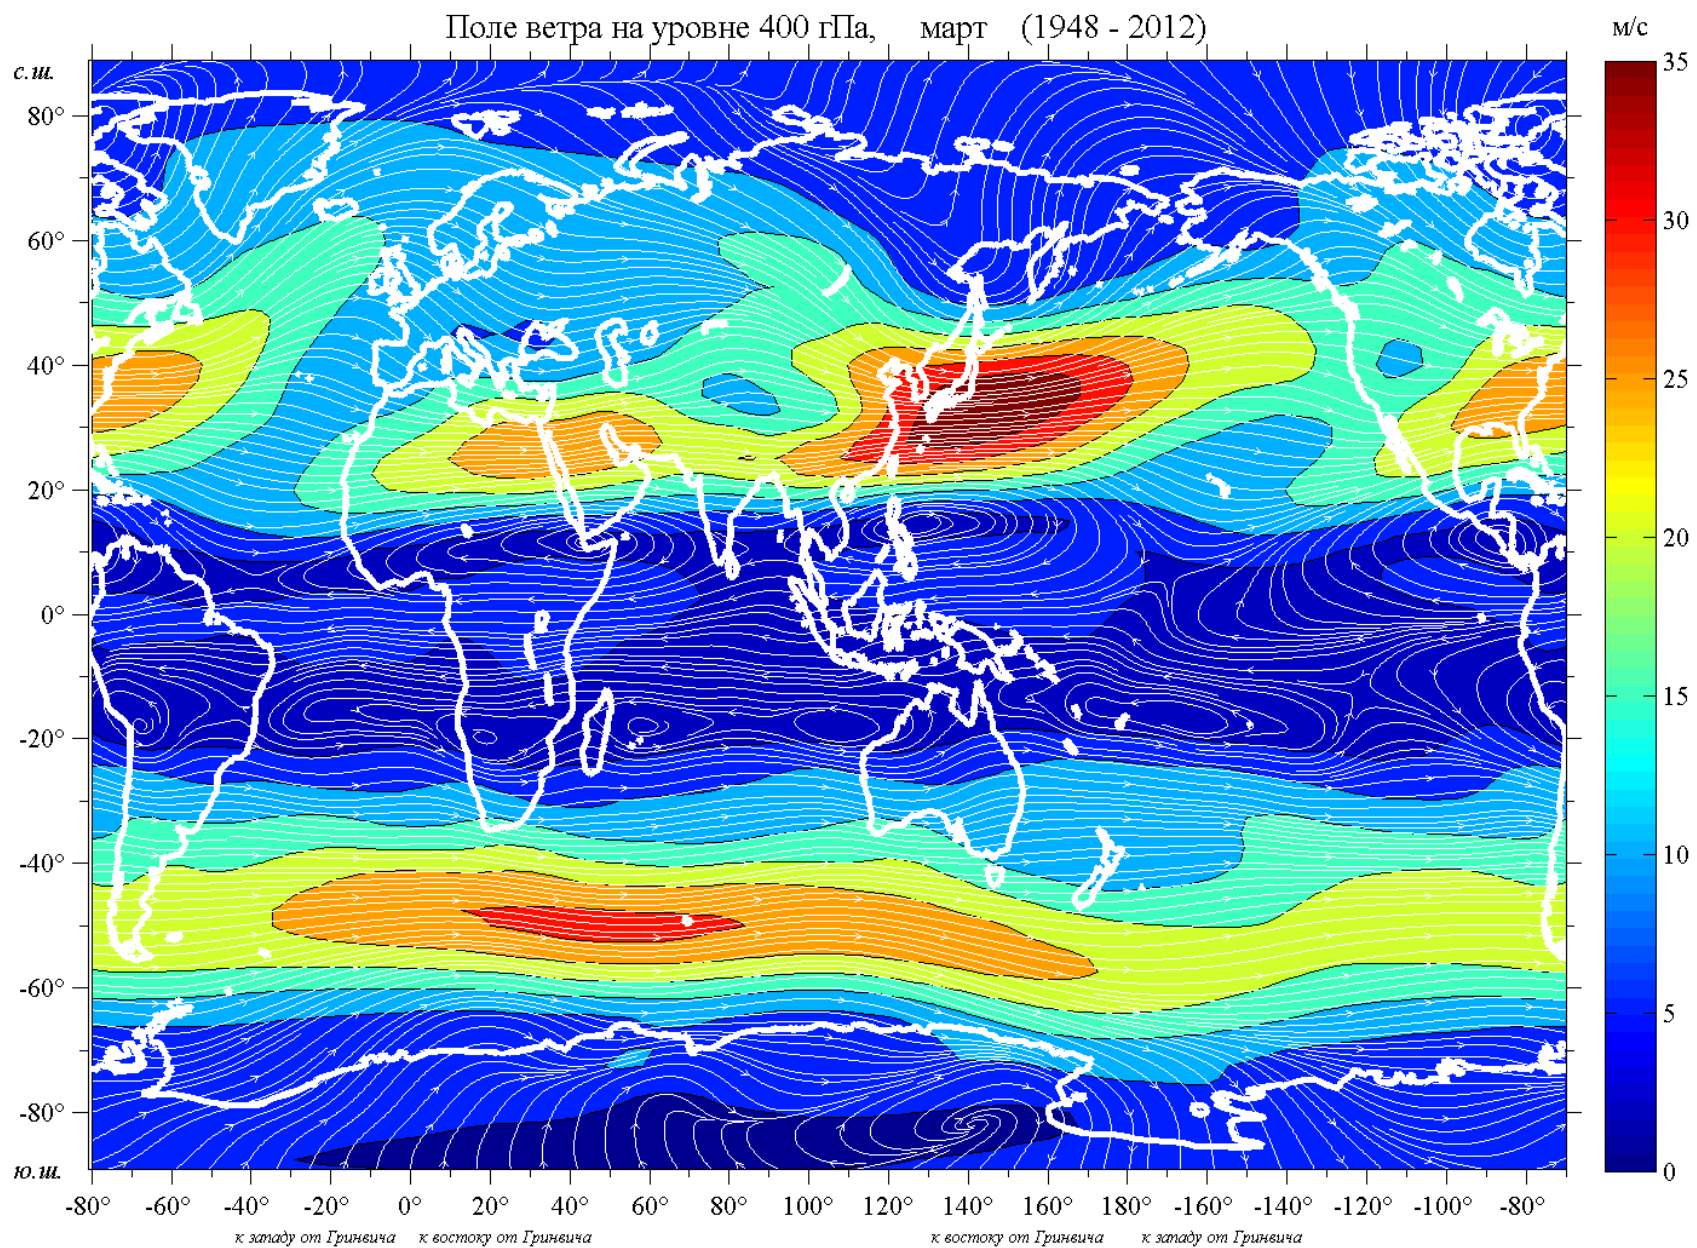 Поле ветра на уровне 400 гПа, март (1948 - 2012)
м/с
с.ш.
80°
60°
40°
20°
0°
-20°
-40°
-60°
-80°
ю.ш.
35
30
25
20
15
10
5
0
-80° -60° -40° -20° 0° 20° 40° 60° 80° 100° 120° 140° 160° 180° -160° -140° -120° -100° -80°
к западу от Гринвича к востоку от Гринвича к востоку от Гринвича к западу от Гринвича